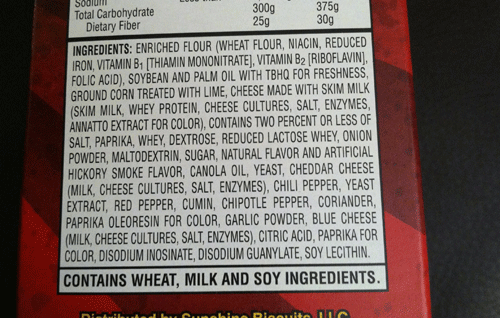 Sodium
Total Carbohydrate 300g 375g
Dietary Fiber 25g 30g
INGREDIENTS: ENRICHED FLOUR (WHEAT FLOUR, NIACIN, REDUCED
IRON, VITAMIN B1 [THIAMIN MONONITRATE], VITAMIN B2 [RIBOFLAVIN],
FOLIC ACID), SOYBEAN AND PALM OIL WITH TBHQ FOR FRESHNESS,
GROUND CORN TREATED WITH LIME, CHEESE MADE WITH SKIM MILK
(SKIM MILK, WHEY PROTEIN, CHEESE CULTURES, SALT, ENZYMES,
ANNATTO EXTRACT FOR COLOR), CONTAINS TWO PERCENT OR LESS OF
SALT, PAPRIKA, WHEY, DEXTROSE, REDUCED LACTOSE WHEY, ONION
POWDER, MALTODEXTRIN, SUGAR, NATURAL FLAVOR AND ARTIFICIAL
HICKORY SMOKE FLAVOR, CANOLA OIL, YEAST, CHEDDAR CHEESE
(MILK, CHEESE CULTURES, SALT, ENZYMES), CHILI PEPPER, YEAST
EXTRACT, RED PEPPER, CUMIN, CHIPOTLE PEPPER, CORIANDER,
PAPRIKA OLEORESIN FOR COLOR, GARLIC POWDER, BLUE CHEESE
(MILK, CHEESE CULTURES, SALT, ENZYMES), CITRIC ACID, PAPRIKA FOR
COLOR, DISODIUM INOSINATE, DISODIUM GUANYLATE, SOY LECITHIN.
CONTAINS WHEAT, MILK AND SOY INGREDIENTS.
Distributed by Sunshine Biscuits, LLC